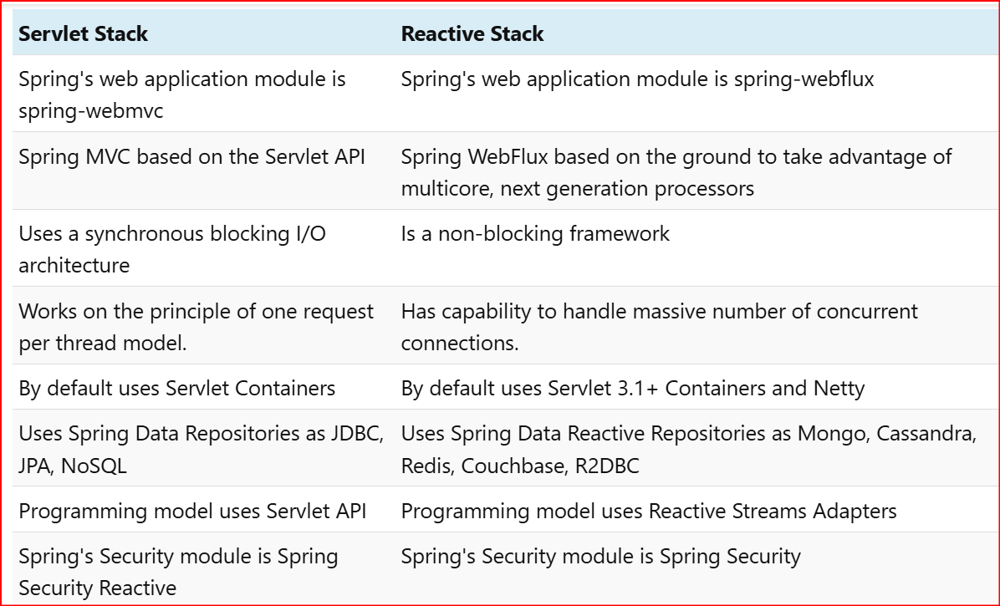 Servlet Stack
Reactive Stack
Spring's web application module is
spring-webmvc
Spring's web application module is spring-webflux
Spring MVC based on the Servlet API
Spring WebFlux based on the ground to take advantage of
multicore, next generation processors
Uses a synchronous blocking I/O
architecture
Is a non-blocking framework
Works on the principle of one request
per thread model.
Has capability to handle massive number of concurrent
connections.
By default uses Servlet Containers
By default uses Servlet 3.1+ Containers and Netty
Uses Spring Data Repositories as JDBC,
JPA, NoSQL
Uses Spring Data Reactive Repositories as Mongo, Cassandra,
Redis, Couchbase, R2DBC
Programming model uses Servlet API
Programming model uses Reactive Streams Adapters
Spring's Security module is Spring
Security Reactive
Spring's Security module is Spring Security